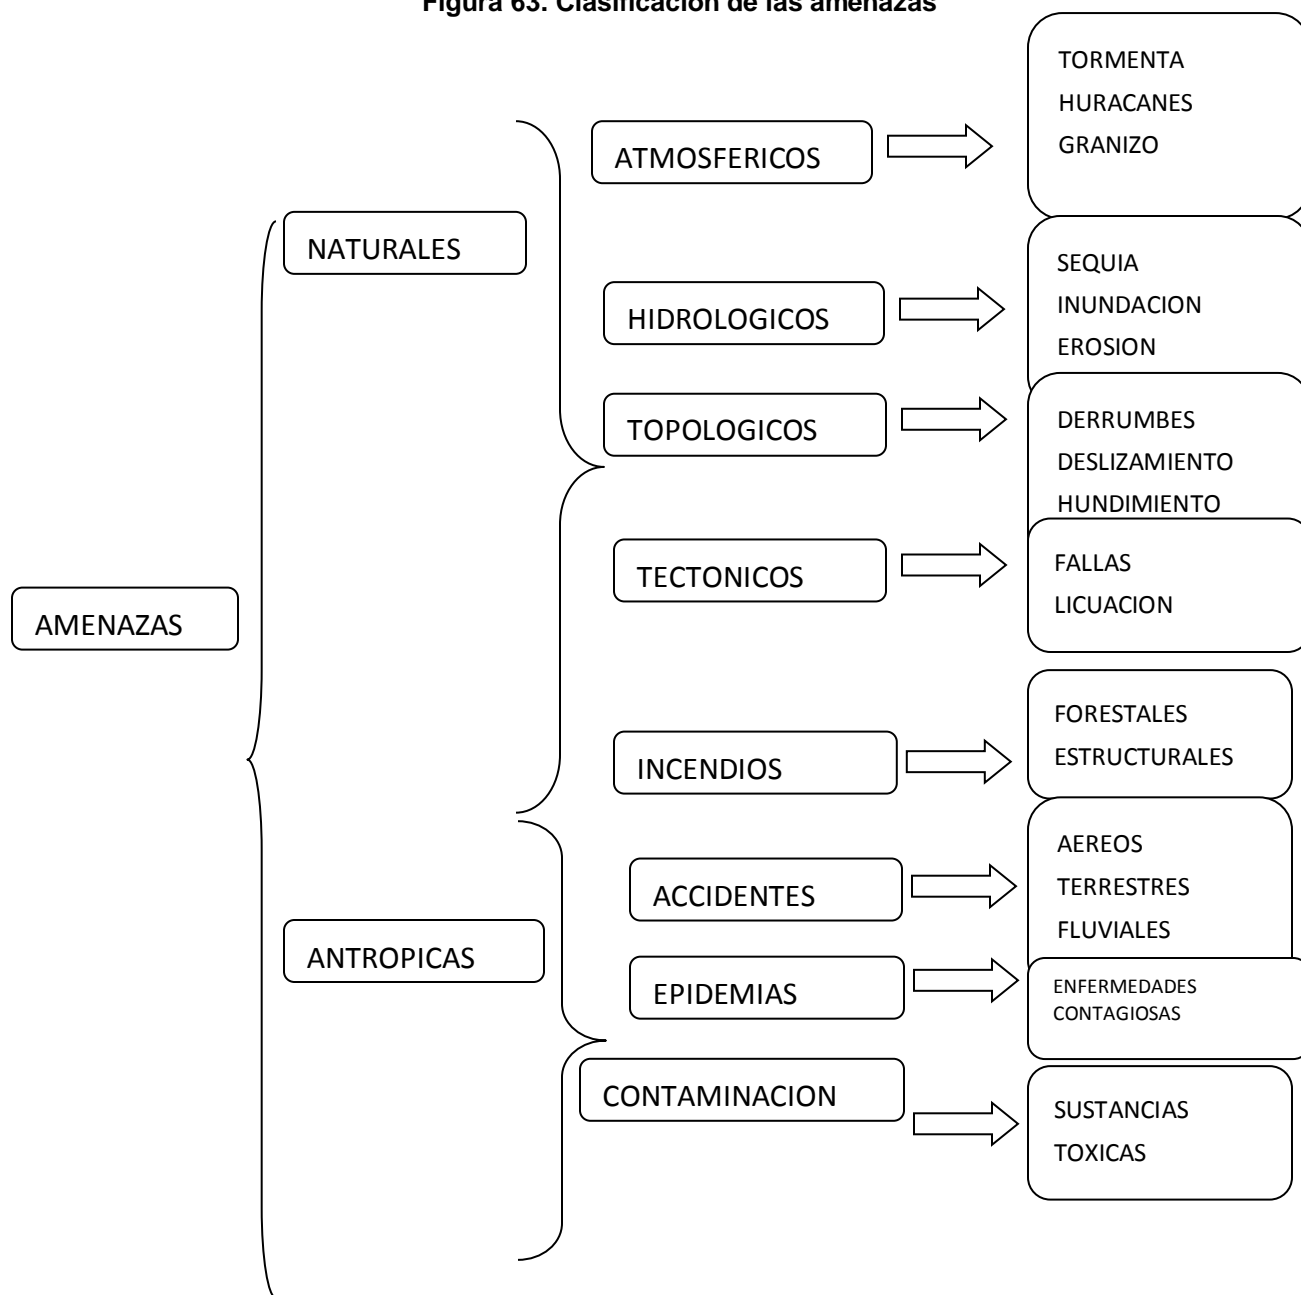 Figura 63. Clasificación de las amenazas
TORMENTA
HURACANES
GRANIZO
ATMOSFERICOS
NATURALES
SEQUIA
INUNDACION
EROSION
HIDROLOGICOS
DERRUMBES
DESLIZAMIENTO
HUNDIMIENTO
TOPOLOGICOS
FALLAS
LICUACION
TECTONICOS
AMENAZAS
FORESTALES
ESTRUCTURALES
INCENDIOS
AEREOS
TERRESTRES
FLUVIALES
ACCIDENTES
ANTROPICAS
EPIDEMIAS
ENFERMEDADES
CONTAGIOSAS
CONTAMINACION
SUSTANCIAS
TOXICAS